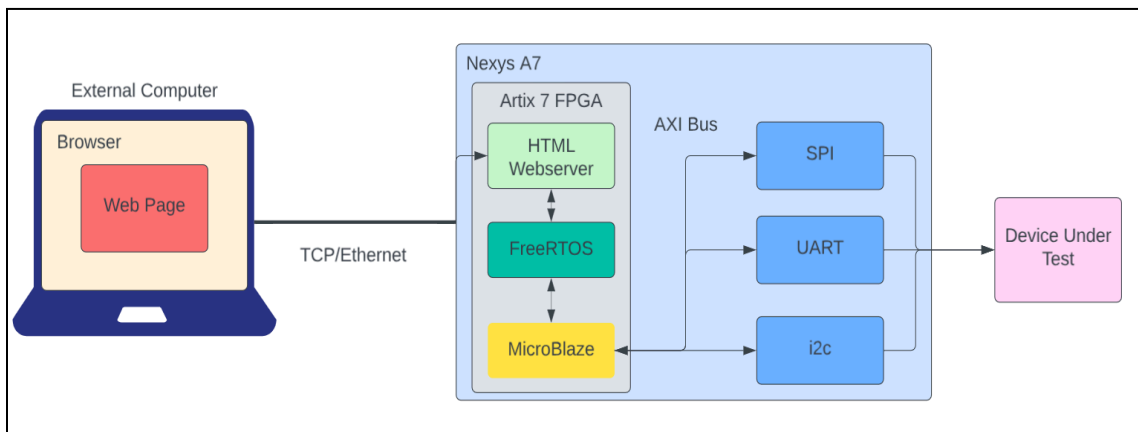 External Computer
Browser
Web Page
TCP/Ethernet
Nexys A7
Artix 7 FPGA
HTML
Webserver
FreeRTOS
MicroBlaze
AXI Bus
SPI
UART
i2c
Device Under
Test